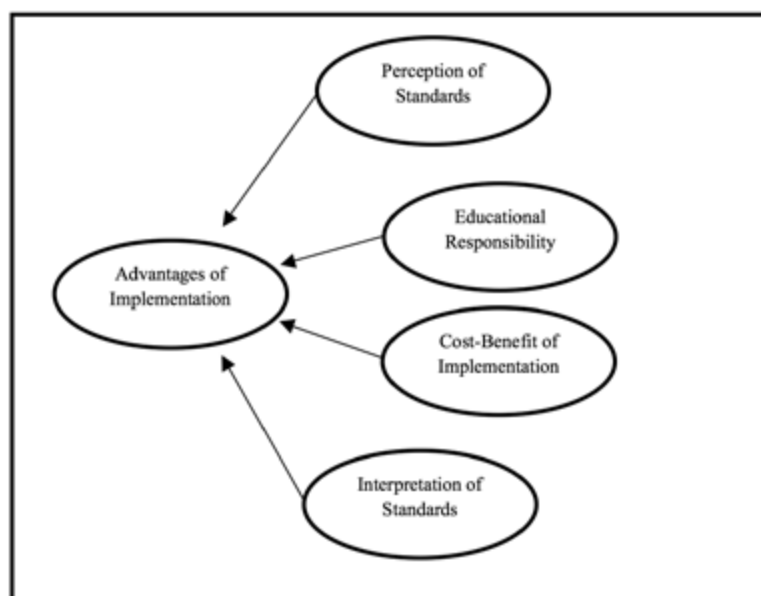 Perception of
Standards
Educational
Responsibility
Advantages of
Implementation
Cost-Benefit of
Implementation
Interpretation of
Standards